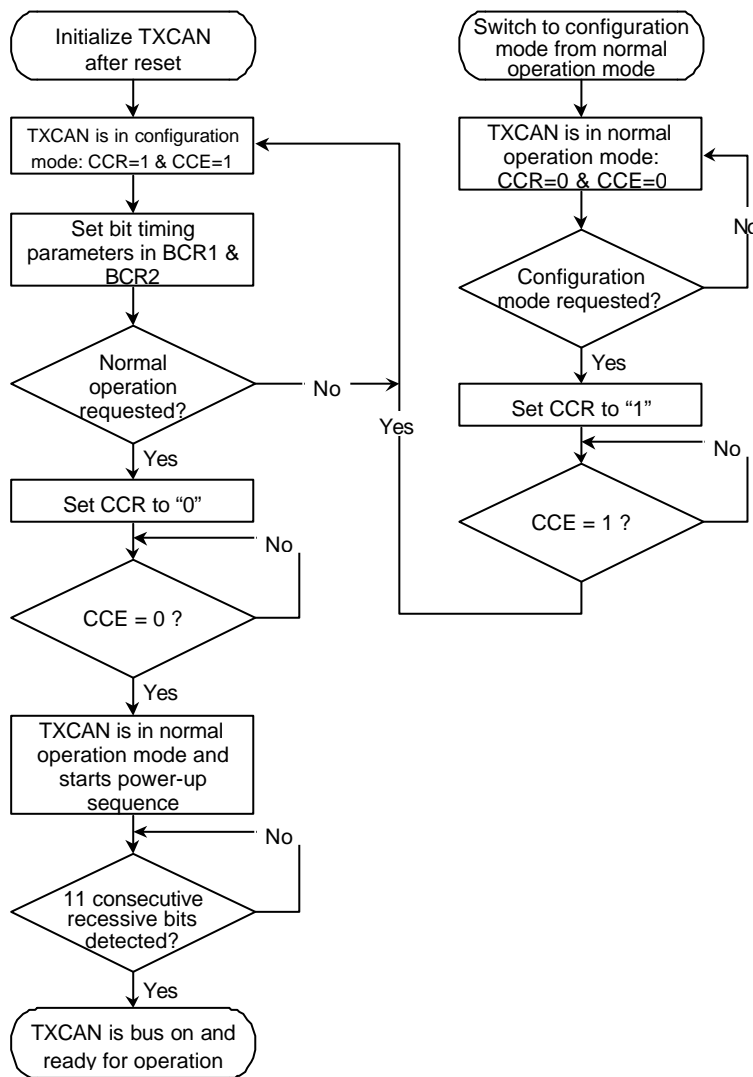 Initialize TXCAN
after reset
TXCAN is in configuration
mode: CCR=1 & CCE=1
Set bit timing
parameters in BCR1 &
BCR2
Normal
operation
requested?
No
Yes
Set CCR to “0”
No
CCE = 0 ?
Yes
TXCAN is in normal
operation mode and
starts power-up
sequence
No
11 consecutive
recessive bits
detected?
Yes
TXCAN is bus on and
ready for operation
Switch to configuration
mode from normal
operation mode
TXCAN is in normal
operation mode:
CCR=0 & CCE=0
No
Configuration
mode requested?
Yes
Set CCR to “1”
No
CCE = 1 ?
Yes